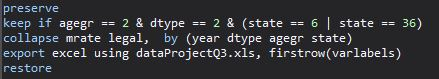 preserve
keep if agegr == 2 & dtype == 2 & (state == 6 | state == 36)
collapse mrate legal,  by (year dtype agegr state)
export excel using dataProjectQ3.xls, firstrow(varlabels)
restore